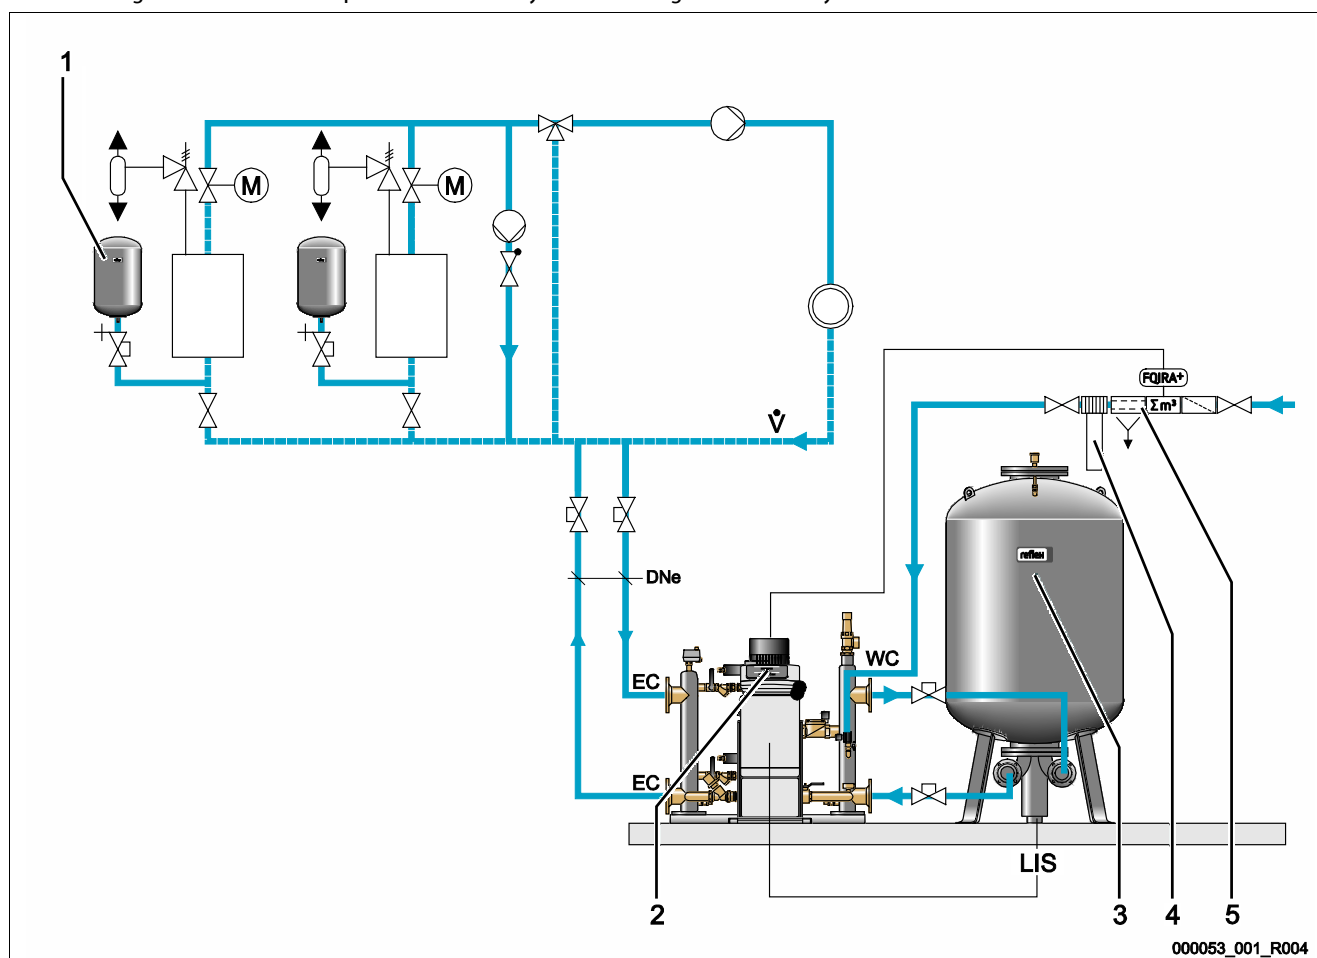 1
M
M
FQIRA+
Σm³
V̇
reflex
DNe
WC
EC
EC
LIS
2
3
4
5
000053_001_R004